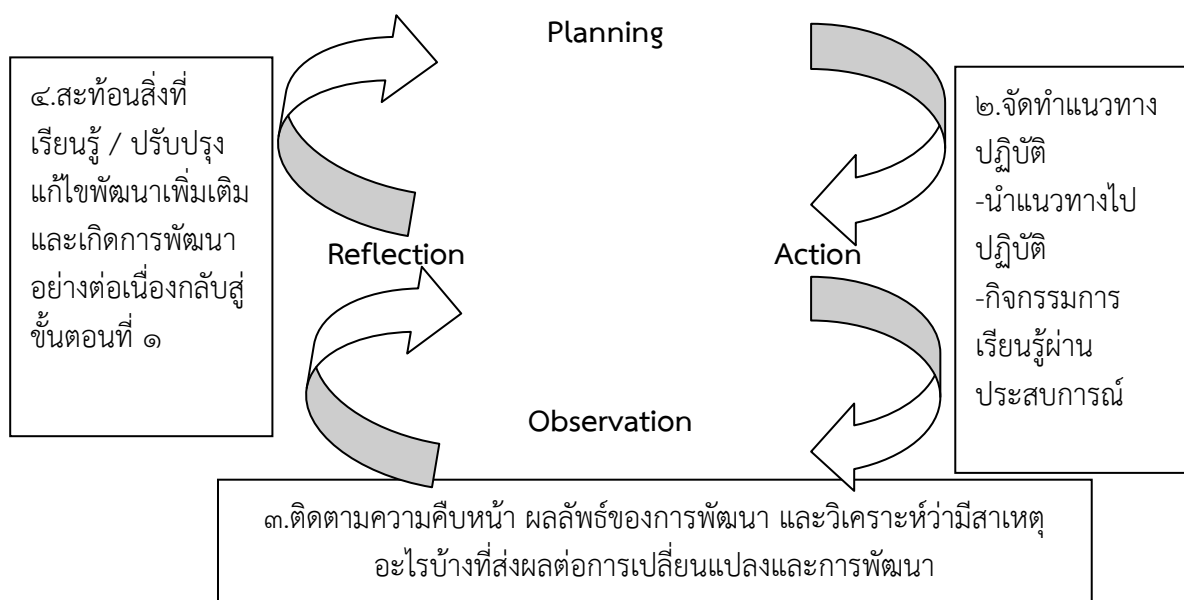 Planning
๔.สะท้อนสิ่งที่
เรียนรู้ / ปรับปรุง
แก้ไขพัฒนาเพิ่มเติม
และเกิดการพัฒนา
อย่างต่อเนื่องกลับสู่
ขั้นตอนที่ ๑
๒.จัดทำแนวทาง
ปฏิบัติ
-นำแนวทางไป
ปฏิบัติ
-กิจกรรมการ
เรียนรู้ผ่าน
ประสบการณ์
Reflection
Action
Observation
๓.ติดตามความคืบหน้า ผลลัพธ์ของการพัฒนา และวิเคราะห์ว่ามีสาเหตุ
อะไรบ้างที่ส่งผลต่อการเปลี่ยนแปลงและการพัฒนา